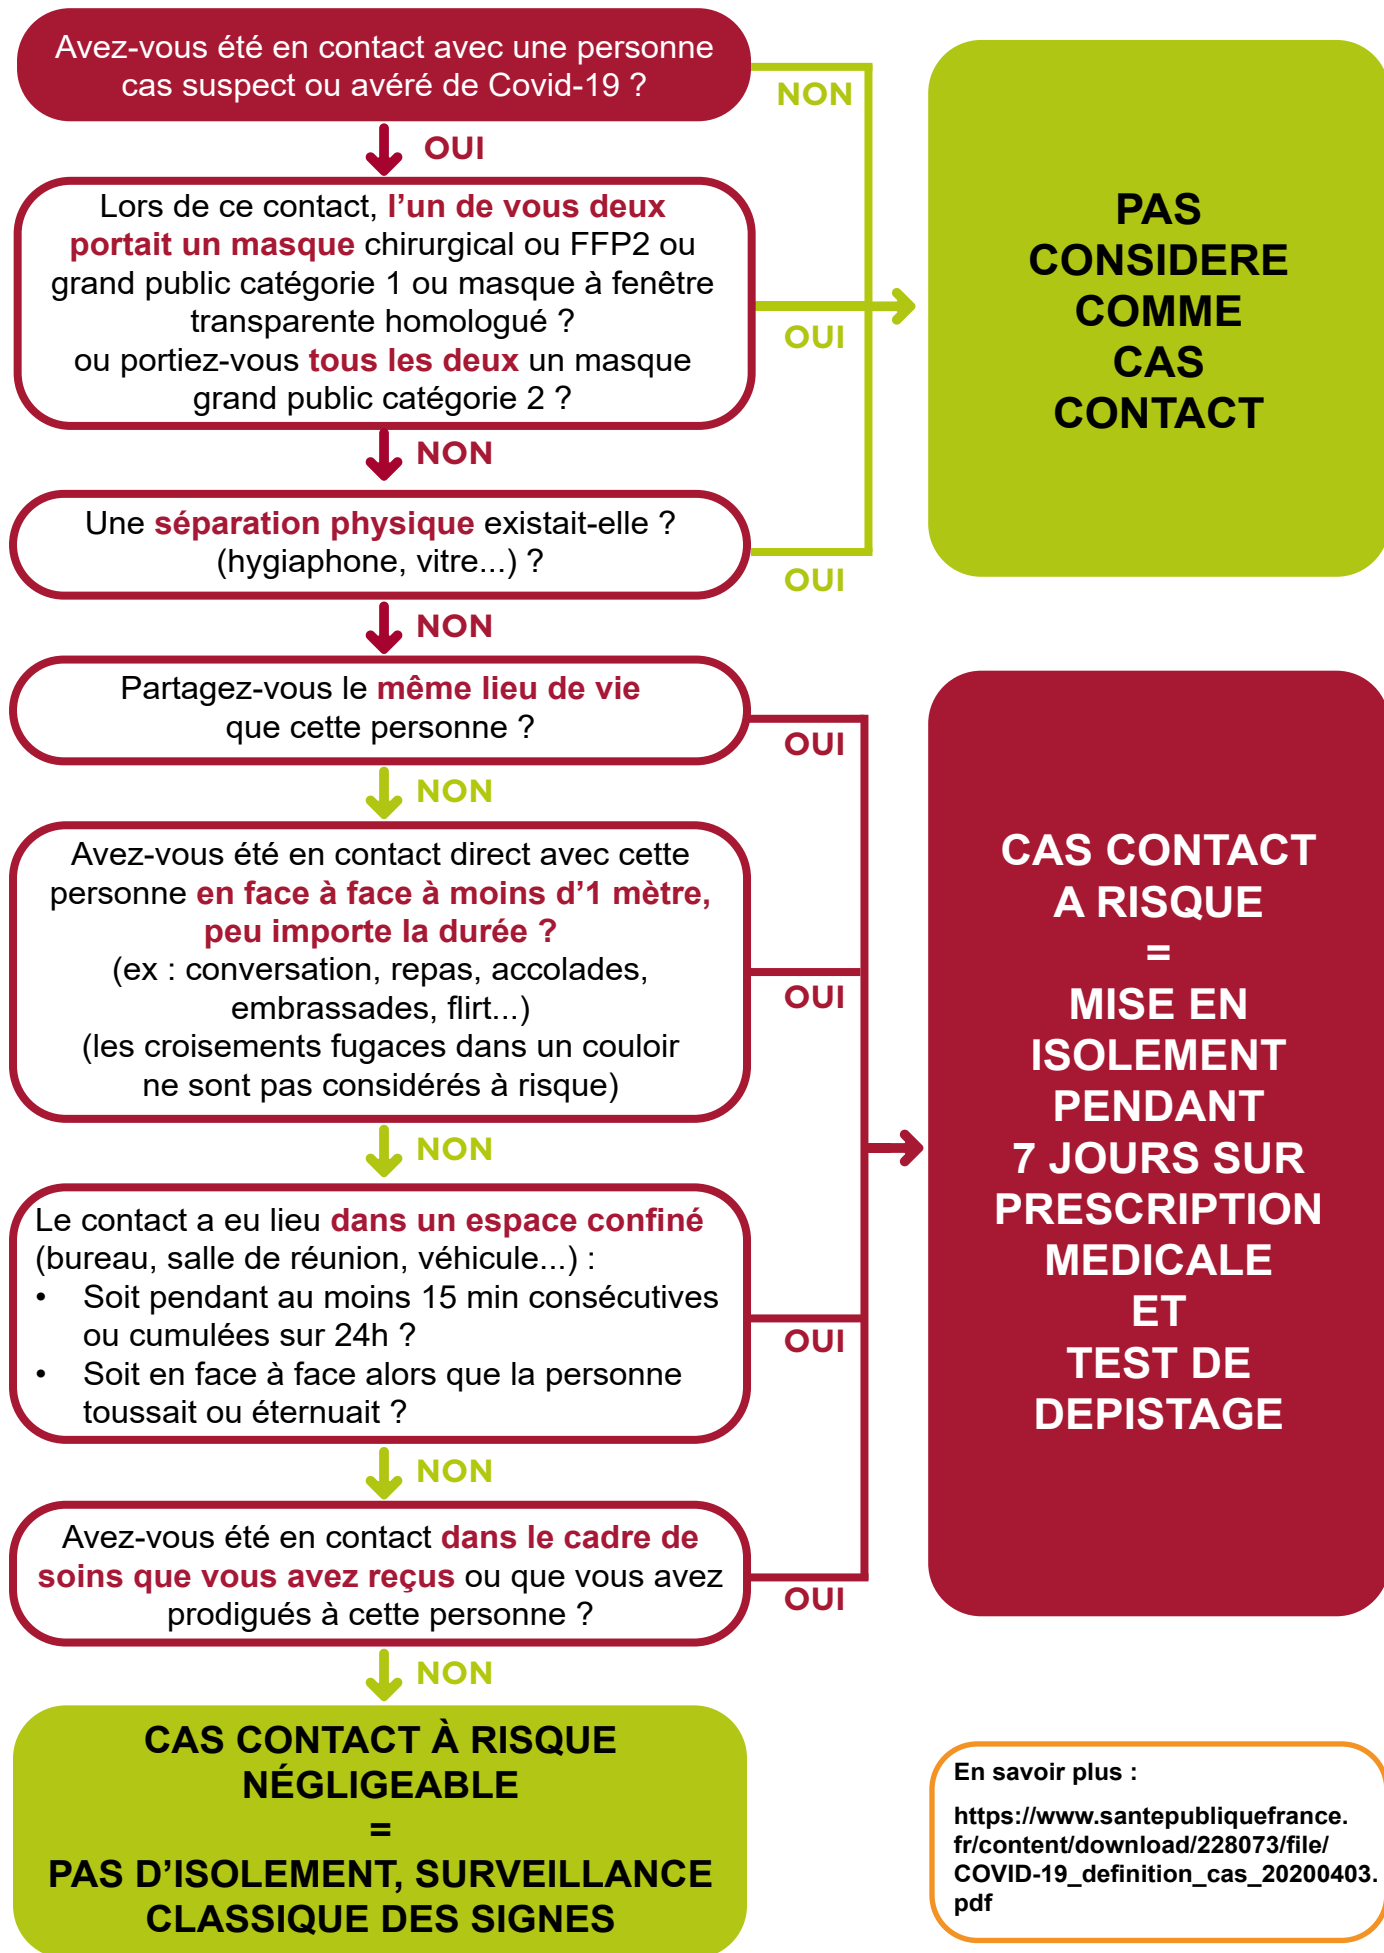 Avez-vous été en contact avec une personne
cas suspect ou avéré de Covid-19 ?
NON
OUI
Lors de ce contact, l’un de vous deux
portait un masque chirurgical ou FFP2 ou
grand public catégorie 1 ou masque à fenêtre
transparente homologué ?
ou portiez-vous tous les deux un masque
grand public catégorie 2 ?
OUI
NON
Une séparation physique existait-elle ?
(hygiaphone, vitre...) ?
OUI
NON
PAS
CONSIDERE
COMME
CAS
CONTACT
Partagez-vous le même lieu de vie
que cette personne ?
OUI
NON
Avez-vous été en contact direct avec cette
personne en face à face à moins d’1 mètre,
peu importe la durée ?
(ex : conversation, repas, accolades,
embrassades, flirt...)
(les croisements fugaces dans un couloir
ne sont pas considérés à risque)
OUI
NON
Le contact a eu lieu dans un espace confiné
(bureau, salle de réunion, véhicule...) :
• Soit pendant au moins 15 min consécutives
ou cumulées sur 24h ?
• Soit en face à face alors que la personne
toussait ou éternuait ?
OUI
NON
Avez-vous été en contact dans le cadre de
soins que vous avez reçus ou que vous avez
prodigués à cette personne ?
OUI
NON
CAS CONTACT
A RISQUE
=
MISE EN
ISOLEMENT
PENDANT
7 JOURS SUR
PRESCRIPTION
MEDICALE
ET
TEST DE
DEPISTAGE
CAS CONTACT À RISQUE
NÉGLIGEABLE
=
PAS D’ISOLEMENT, SURVEILLANCE
CLASSIQUE DES SIGNES
En savoir plus :
https://www.santepubliquefrance.
fr/content/download/228073/file/
COVID-19_definition_cas_20200403.
pdf